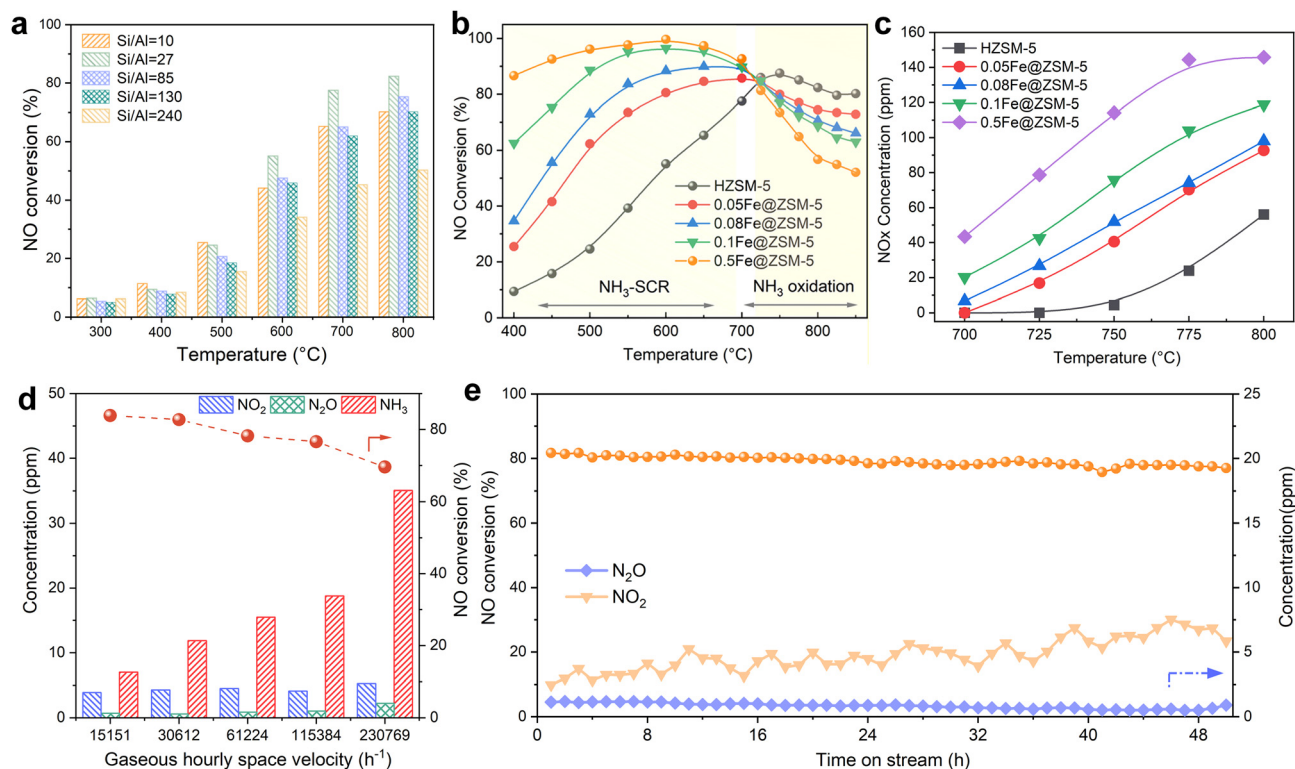 a
NO conversion (%)
100
80
60
40
20
0
Si/Al=10
Si/Al=27
Si/Al=85
Si/Al=130
Si/Al=240
300 400 500 600 700 800
Temperature (°C)
b
NO Conversion (%)
100
80
60
40
20
0
HZSM-5
0.05Fe@ZSM-5
0.08Fe@ZSM-5
0.1Fe@ZSM-5
0.5Fe@ZSM-5
NH₃-SCR
NH₃ oxidation
400 500 600 700 800
Temperature (°C)
c
NOx Concentration (ppm)
160
140
120
100
80
60
40
20
0
HZSM-5
0.05Fe@ZSM-5
0.08Fe@ZSM-5
0.1Fe@ZSM-5
0.5Fe@ZSM-5
700 725 750 775 800
Temperature (°C)
d
Concentration (ppm)
50
40
30
20
10
0
NO₂ N₂O NH₃
80
60
40
20
0
NO conversion (%)
15151 30612 61224 115384 230769
Gaseous hourly space velocity (h⁻¹)
e
NO conversion (%)
100
80
60
40
20
0
N₂O
NO₂
25
20
15
10
5
0
Concentration(ppm)
0 8 16 24 32 40 48
Time on stream (h)